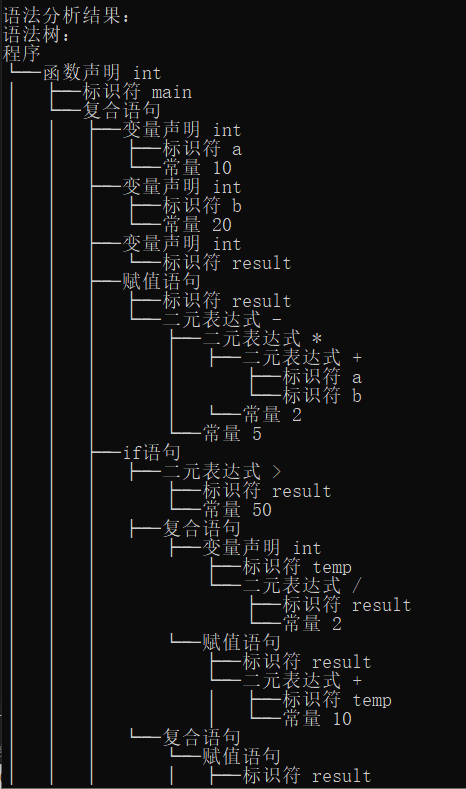 语法分析结果:
语法树:
程序
函数声明 int
标识符 main
复合语句
变量声明 int
标识符 a
常量 10
变量声明 int
标识符 b
常量 20
变量声明 int
标识符 result
赋值语句
标识符 result
二元表达式 -
二元表达式 *
二元表达式 +
标识符 a
标识符 b
常量 2
常量 5
if语句
二元表达式 >
标识符 result
常量 50
复合语句
变量声明 int
标识符 temp
二元表达式 /
标识符 result
常量 2
赋值语句
标识符 result
二元表达式 +
标识符 temp
常量 10
复合语句
赋值语句
标识符 result